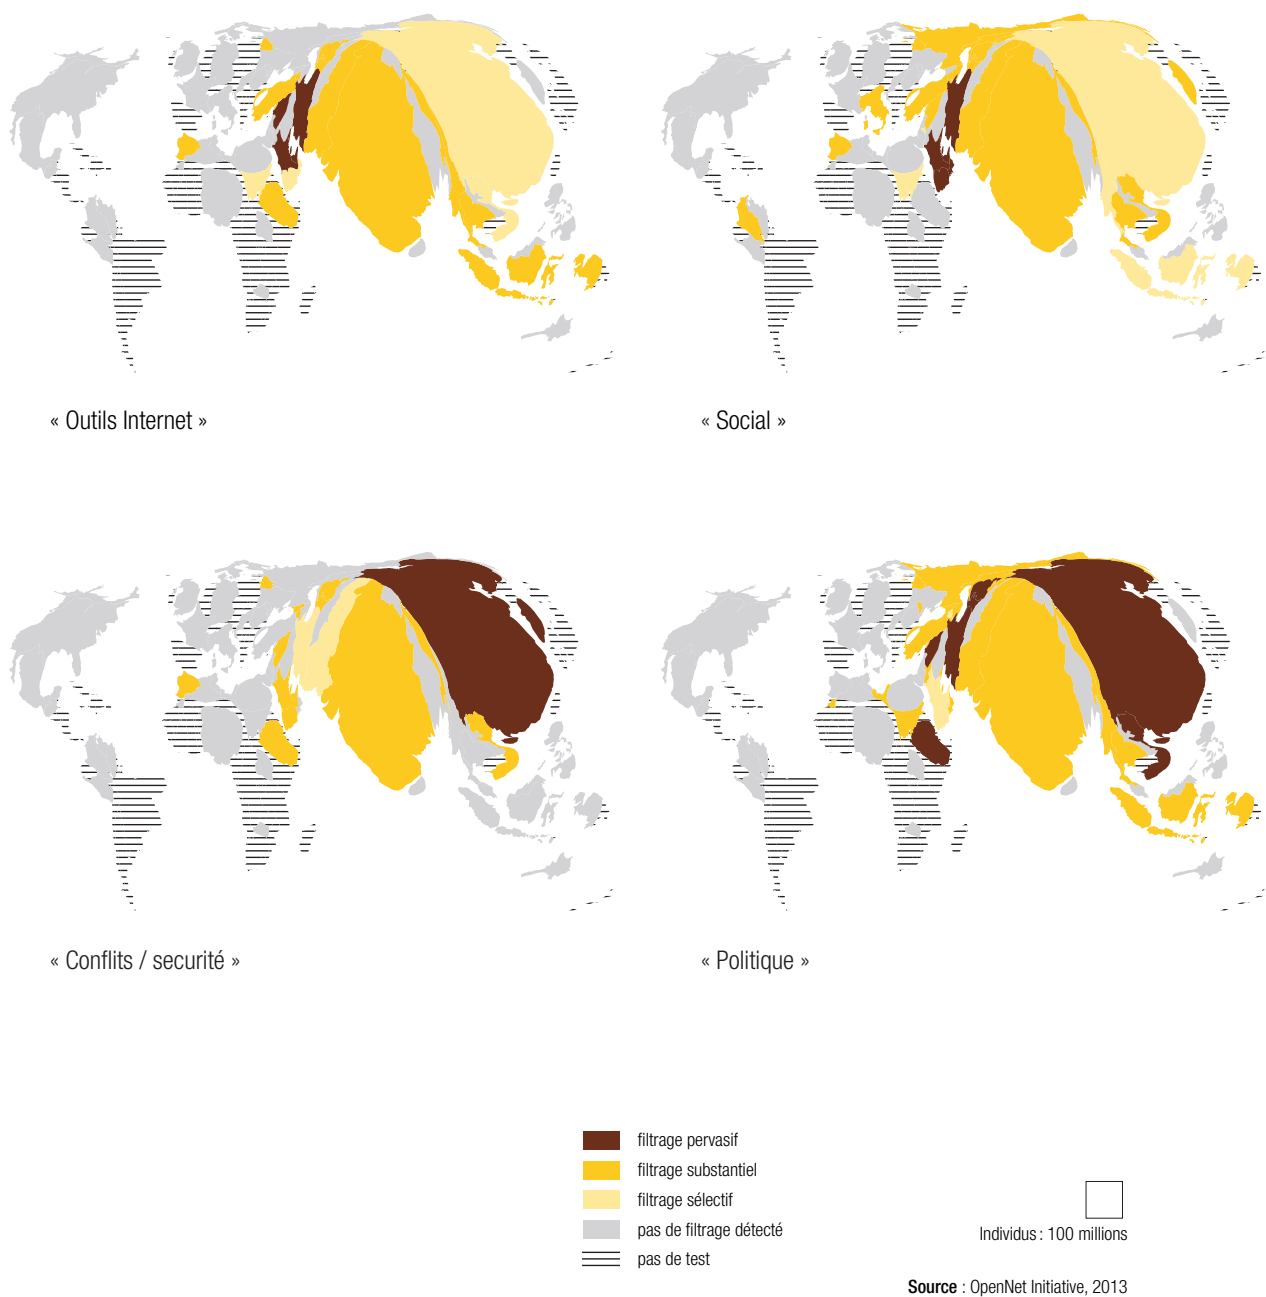 « Outils Internet »
« Social »
« Conflits / securité »
« Politique »
filtrage pervasif
filtrage substantiel
filtrage sélectif
pas de filtrage détecté
pas de test
Individus : 100 millions
Source : OpenNet Initiative, 2013